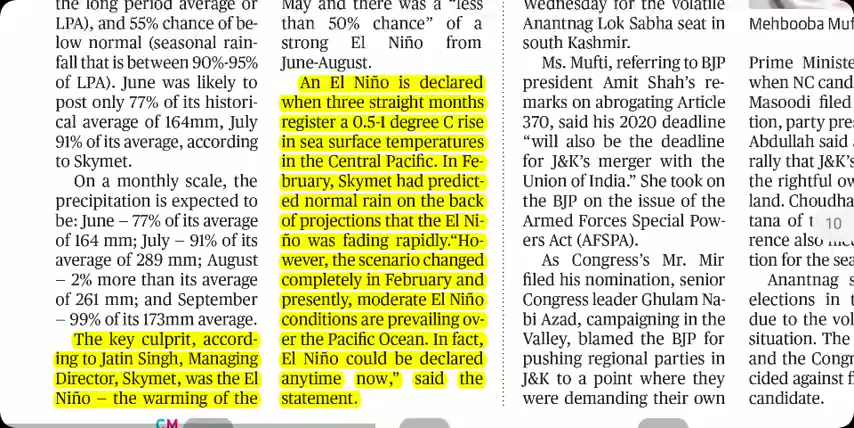 the long period average or
LPA), and 55% chance of be-
low normal (seasonal rain-
fall that is between 90%-95%
of LPA). June was likely to
post only 77% of its histori-
cal average of 164mm, July
91% of its average, according
to Skymet.
On a monthly scale, the
precipitation is expected to
be: June – 77% of its average
of 164 mm; July – 91% of its
average of 289 mm; August
– 2% more than its average
of 261 mm; and September
– 99% of its 173mm average.
The key culprit, accord-
ing to Jatin Singh, Managing
Director, Skymet, was the El
Niño – the warming of the
May and there was a “less
than 50% chance” of a
strong El Niño from
June-August.
An El Niño is declared
when three straight months
register a 0.5-1 degree C rise
in sea surface temperatures
in the Central Pacific. In Fe-
bruary, Skymet had predict-
ed normal rain on the back
of projections that the El Ni-
ño was fading rapidly.“Ho-
wever, the scenario changed
completely in February and
presently, moderate El Niño
conditions are prevailing ov-
er the Pacific Ocean. In fact,
El Niño could be declared
anytime now,” said the
statement.
Wednesday for the volatile
Anantnag Lok Sabha seat in
south Kashmir.
Ms. Mufti, referring to BJP
president Amit Shah’s re-
marks on abrogating Article
370, said his 2020 deadline
“will also be the deadline
for J&K’s merger with the
Union of India.” She took on
the BJP on the issue of the
Armed Forces Special Pow-
ers Act (AFSPA).
As Congress’s Mr. Mir
filed his nomination, senior
Congress leader Ghulam Na-
bi Azad, campaigning in the
Valley, blamed the BJP for
pushing regional parties in
J&K to a point where they
were demanding their own
Mehbooba Muf
Prime Ministe
when NC cand
Masoodi filed
tion, party pre
Abdullah said
rally that J&K’s
the rightful ow
land. Choudha
tana of t
10
rence also
tion for the sea
Anantnag s
elections in t
due to the vol
situation. The
and the Congr
cided against f
candidate.
CM